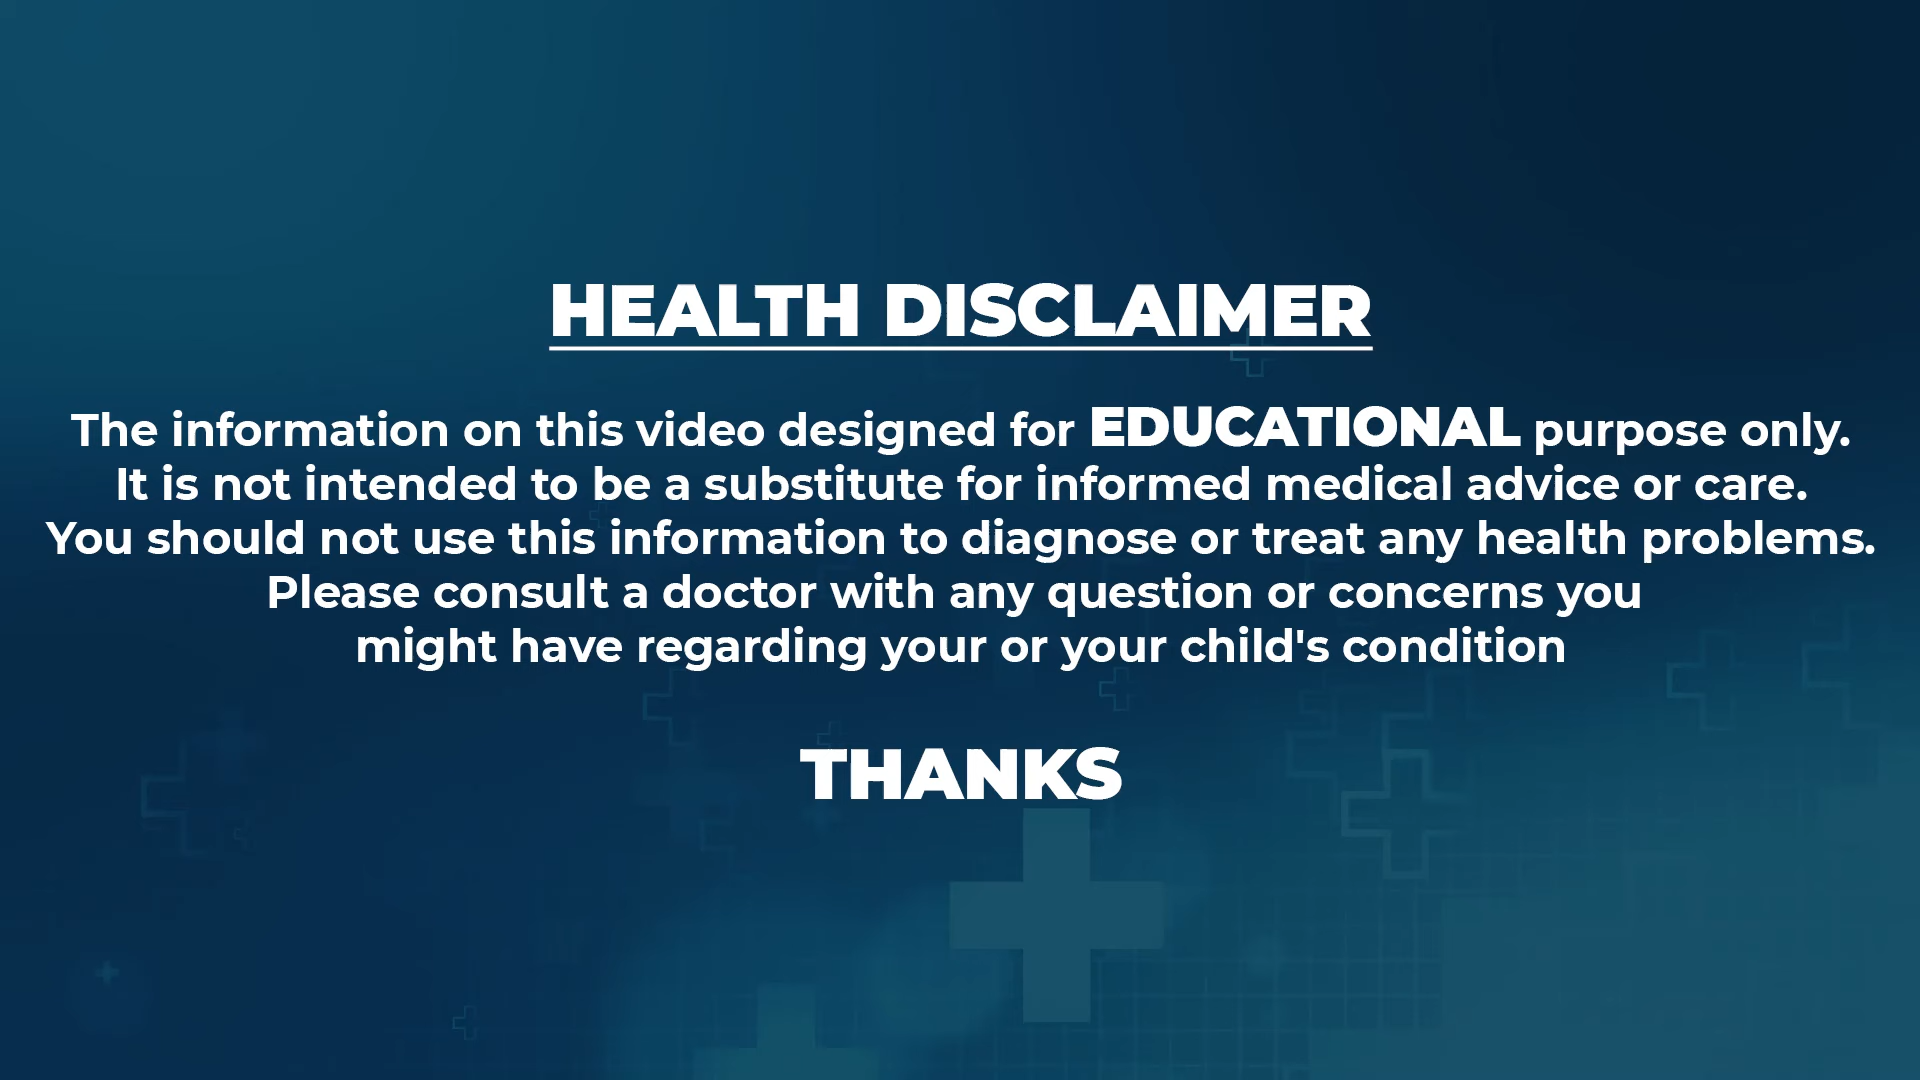 HEALTH DISCLAIMER
The information on this video designed for EDUCATIONAL purpose only.
It is not intended to be a substitute for informed medical advice or care.
You should not use this information to diagnose or treat any health problems.
Please consult a doctor with any question or concerns you
might have regarding your or your child's condition
THANKS